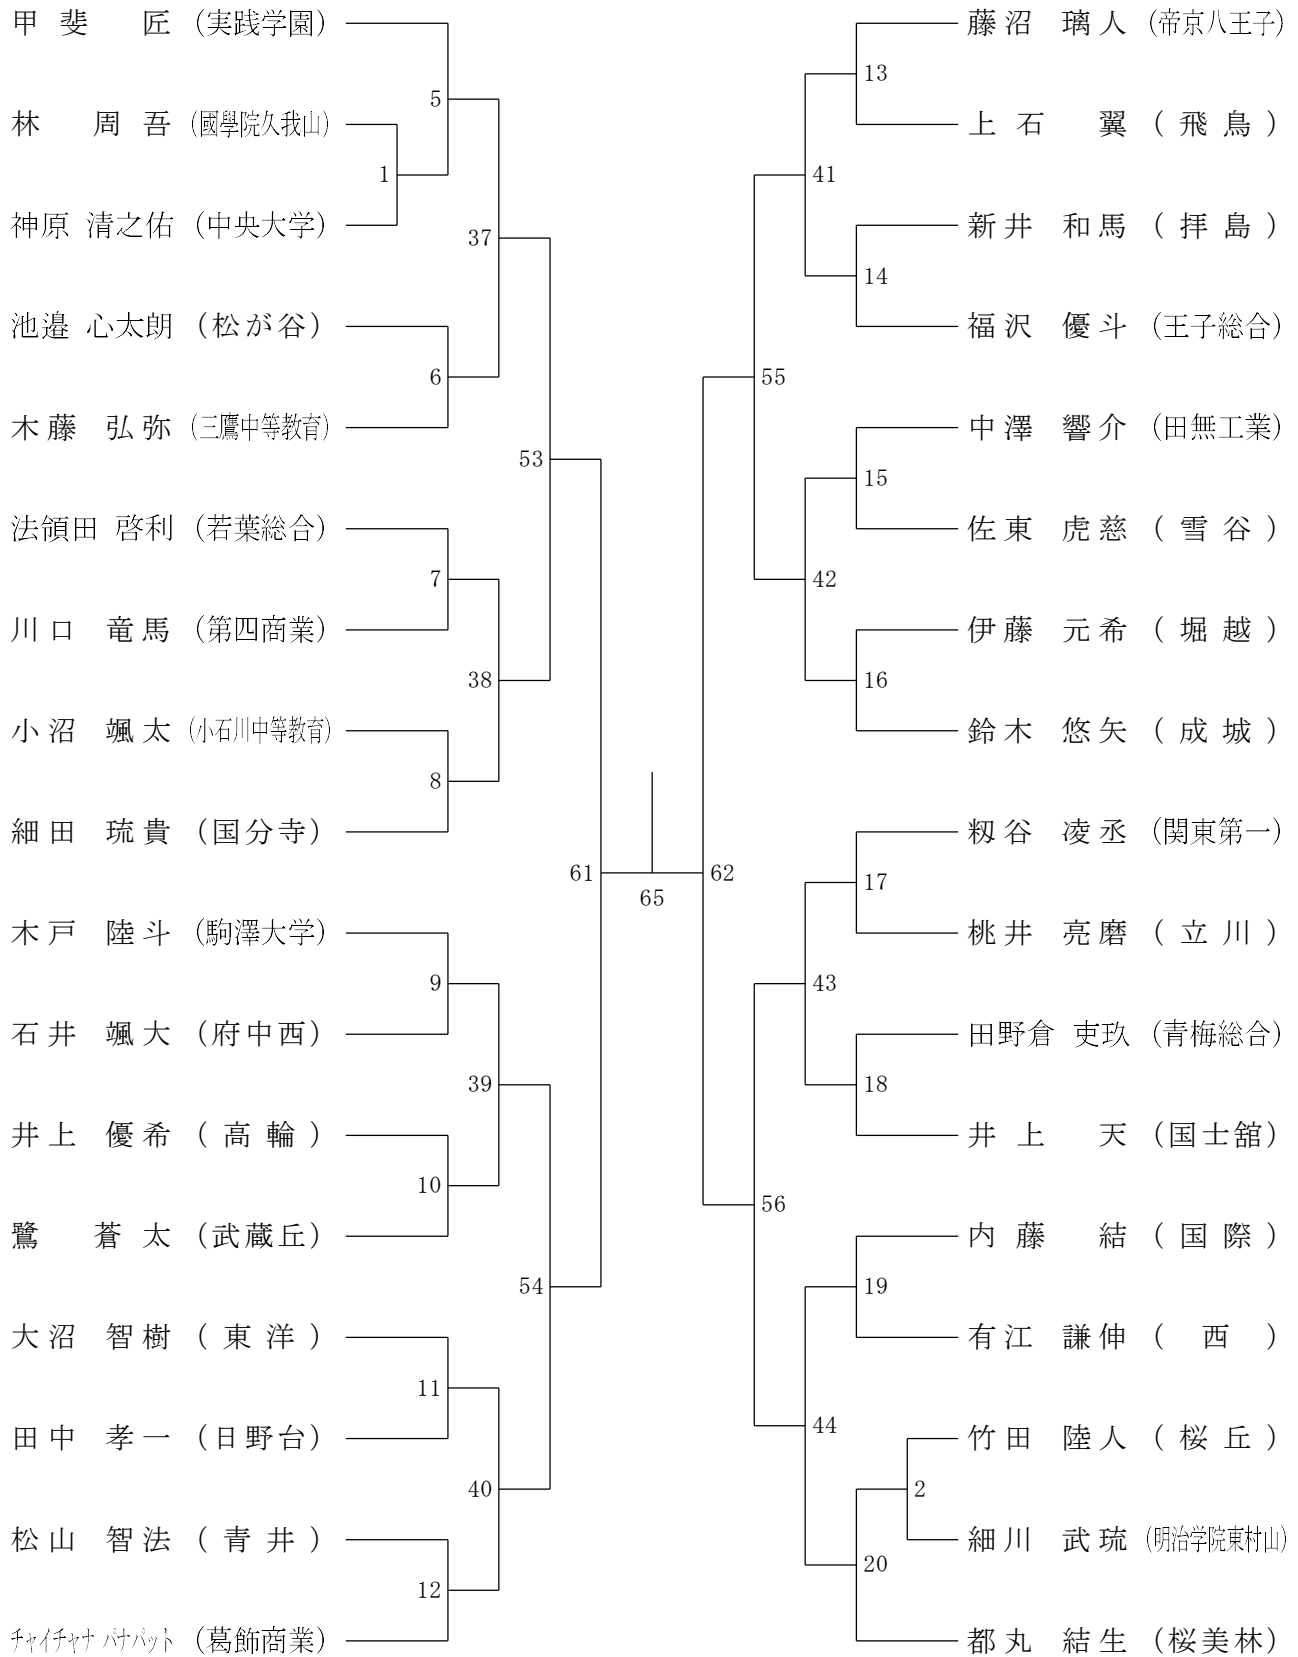 甲斐 匠 (実践学園)
5
林 周吾 (國學院久我山)
1
神原 清之佑 (中央大学)
37
池邉 心太朗 (松が谷)
6
木藤 弘弥 (三鷹中等教育)
53
法領田 啓利 (若葉総合)
7
川口 竜馬 (第四商業)
38
小沼 颯太 (小石川中等教育)
8
細田 琉貴 (国分寺)
61
木戸 陸斗 (駒澤大学)
9
石井 颯大 (府中西)
39
井上 優希 (高輪)
10
鷺 蒼太 (武蔵丘)
54
大沼 智樹 (東洋)
11
田中 孝一 (日野台)
40
松山 智法 (青井)
12
チャイチャナ パナパット (葛飾商業)
65
藤沼 璃人 (帝京八王子)
13
上石 翼 (飛鳥)
41
新井 和馬 (拝島)
14
福沢 優斗 (王子総合)
55
中澤 響介 (田無工業)
15
佐東 虎慈 (雪谷)
42
伊藤 元希 (堀越)
16
鈴木 悠矢 (成城)
62
籾谷 凌丞 (関東第一)
17
桃井 亮磨 (立川)
43
田野倉 吏玖 (青梅総合)
18
井上 天 (国士舘)
56
内藤 結 (国際)
19
有江 謙伸 (西)
44
竹田 陸人 (桜丘)
2
細川 武琉 (明治学院東村山)
20
都丸 結生 (桜美林)